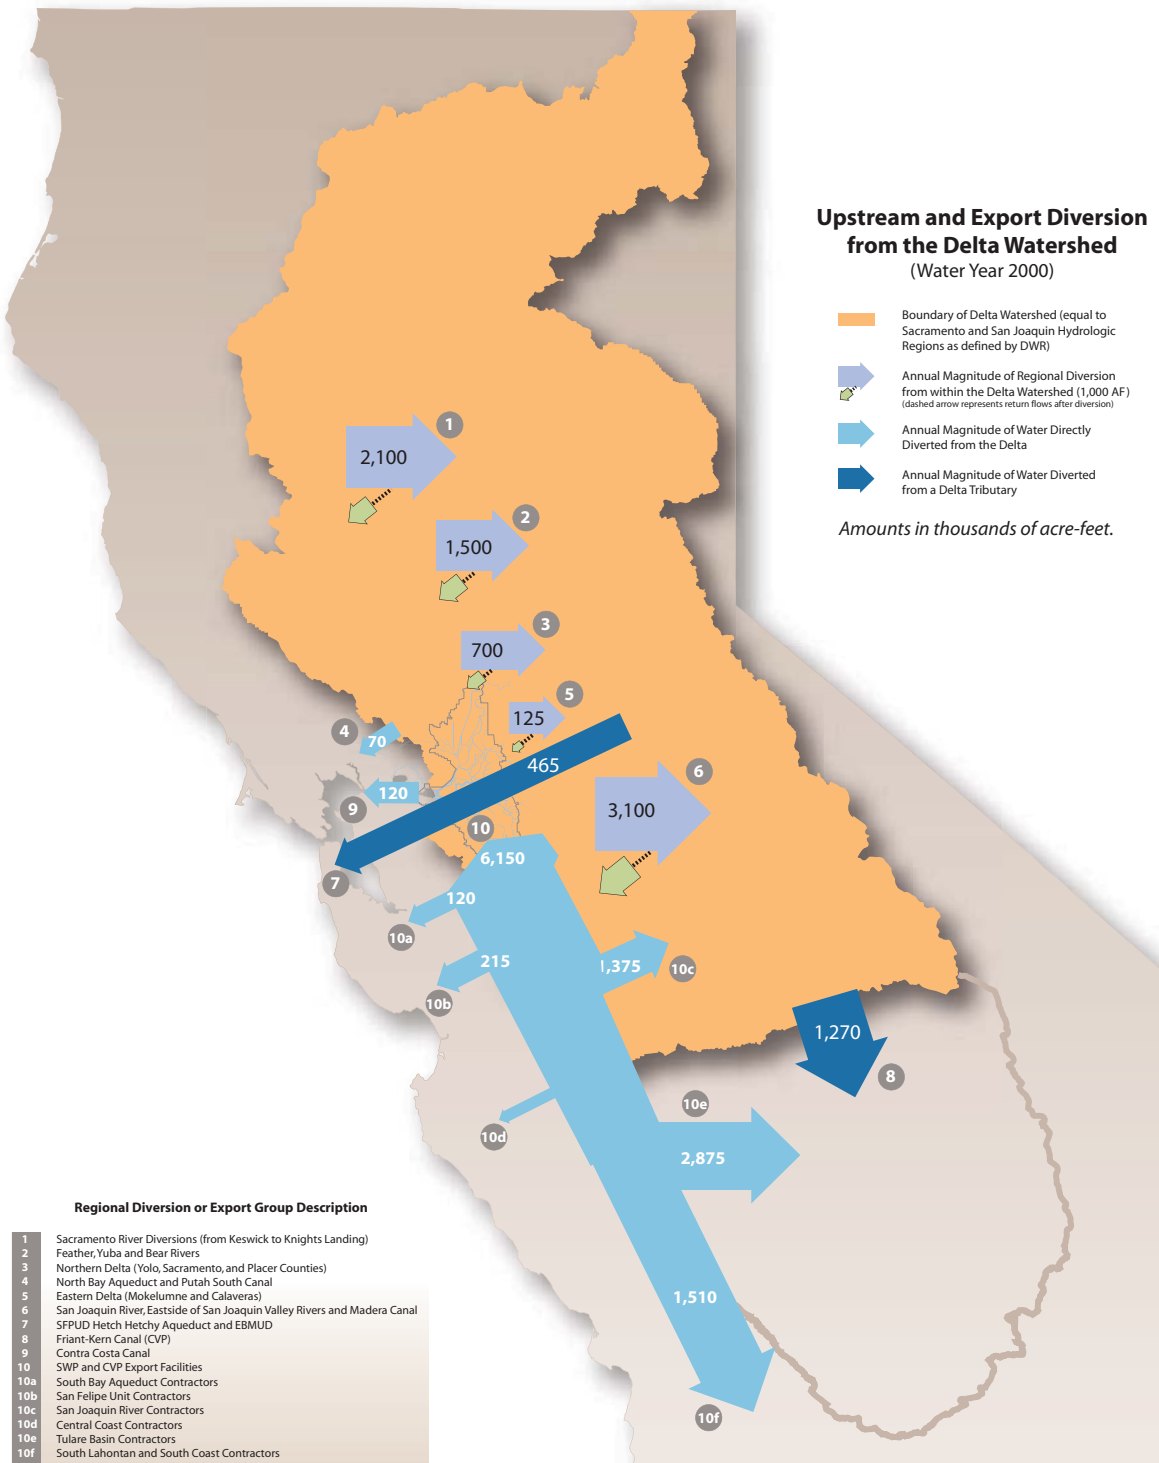 Upstream and Export Diversion
from the Delta Watershed
(Water Year 2000)
Boundary of Delta Watershed (equal to
Sacramento and San Joaquin Hydrologic
Regions as defined by DWR)
Annual Magnitude of Regional Diversion
from within the Delta Watershed (1,000 AF)
(dashed arrow represents return flows after diversion)
Annual Magnitude of Water Directly
Diverted from the Delta
Annual Magnitude of Water Diverted
from a Delta Tributary
Amounts in thousands of acre-feet.
1
2,100
2
1,500
3
700
5
125
4
70
465
6
120
9
3,100
10
6,150
7
120
10a
215
1,375
10c
10b
1,270
8
10e
10d
2,875
1,510
10f
Regional Diversion or Export Group Description
1 Sacramento River Diversions (from Keswick to Knights Landing)
2 Feather, Yuba and Bear Rivers
3 Northern Delta (Yolo, Sacramento, and Placer Counties)
4 North Bay Aqueduct and Putah South Canal
5 Eastern Delta (Mokelumne and Calaveras)
6 San Joaquin River, Eastside of San Joaquin Valley Rivers and Madera Canal
7 SFPUD Hetch Hetchy Aqueduct and EBMUD
8 Friant-Kern Canal (CVP)
9 Contra Costa Canal
10 SWP and CVP Export Facilities
10a South Bay Aqueduct Contractors
10b San Felipe Unit Contractors
10c San Joaquin River Contractors
10d Central Coast Contractors
10e Tulare Basin Contractors
10f South Lahontan and South Coast Contractors